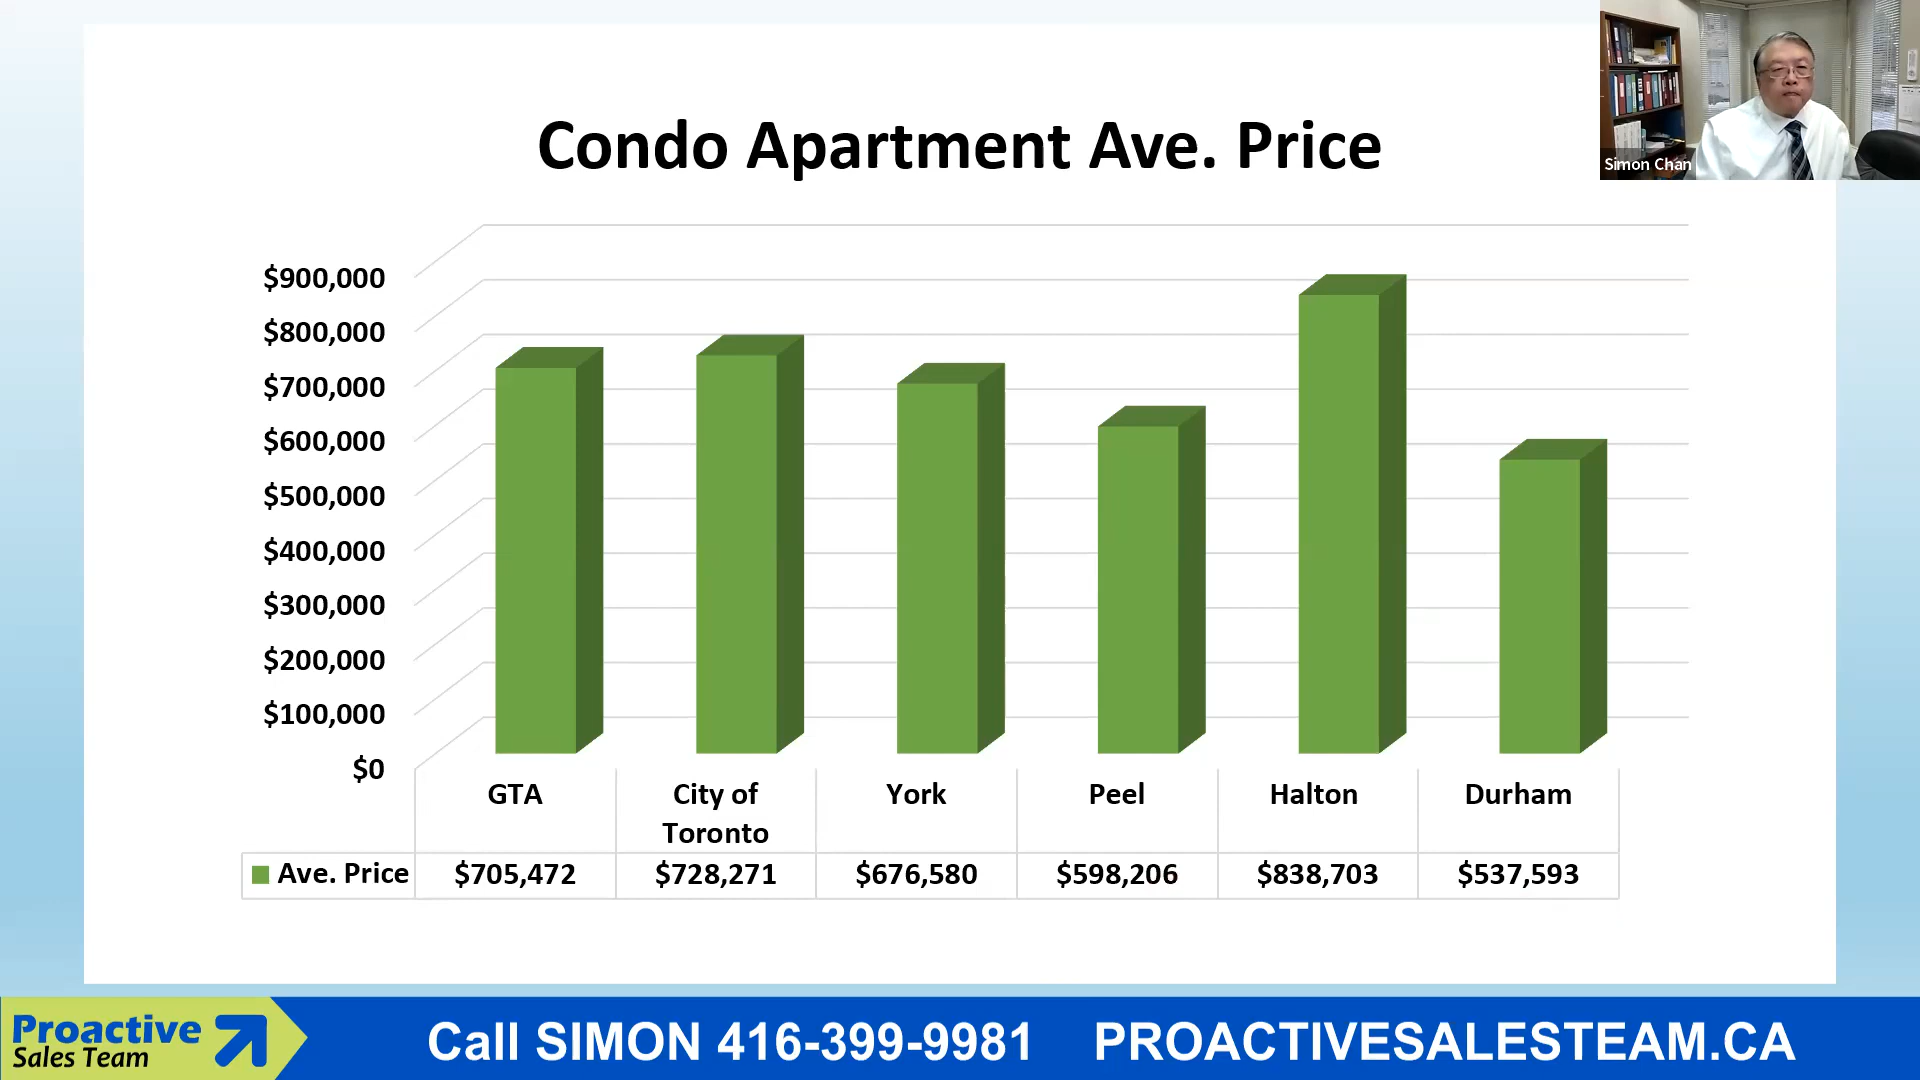 Condo Apartment Ave. Price
Simon Chan
$900,000
$800,000
$700,000
$600,000
$500,000
$400,000
$300,000
$200,000
$100,000
$0
GTA City of York Peel Halton Durham
Toronto
Ave. Price $705,472 $728,271 $676,580 $598,206 $838,703 $537,593
Proactive
Sales Team
Call SIMON 416-399-9981 PROACTIVESALESTEAM.CA